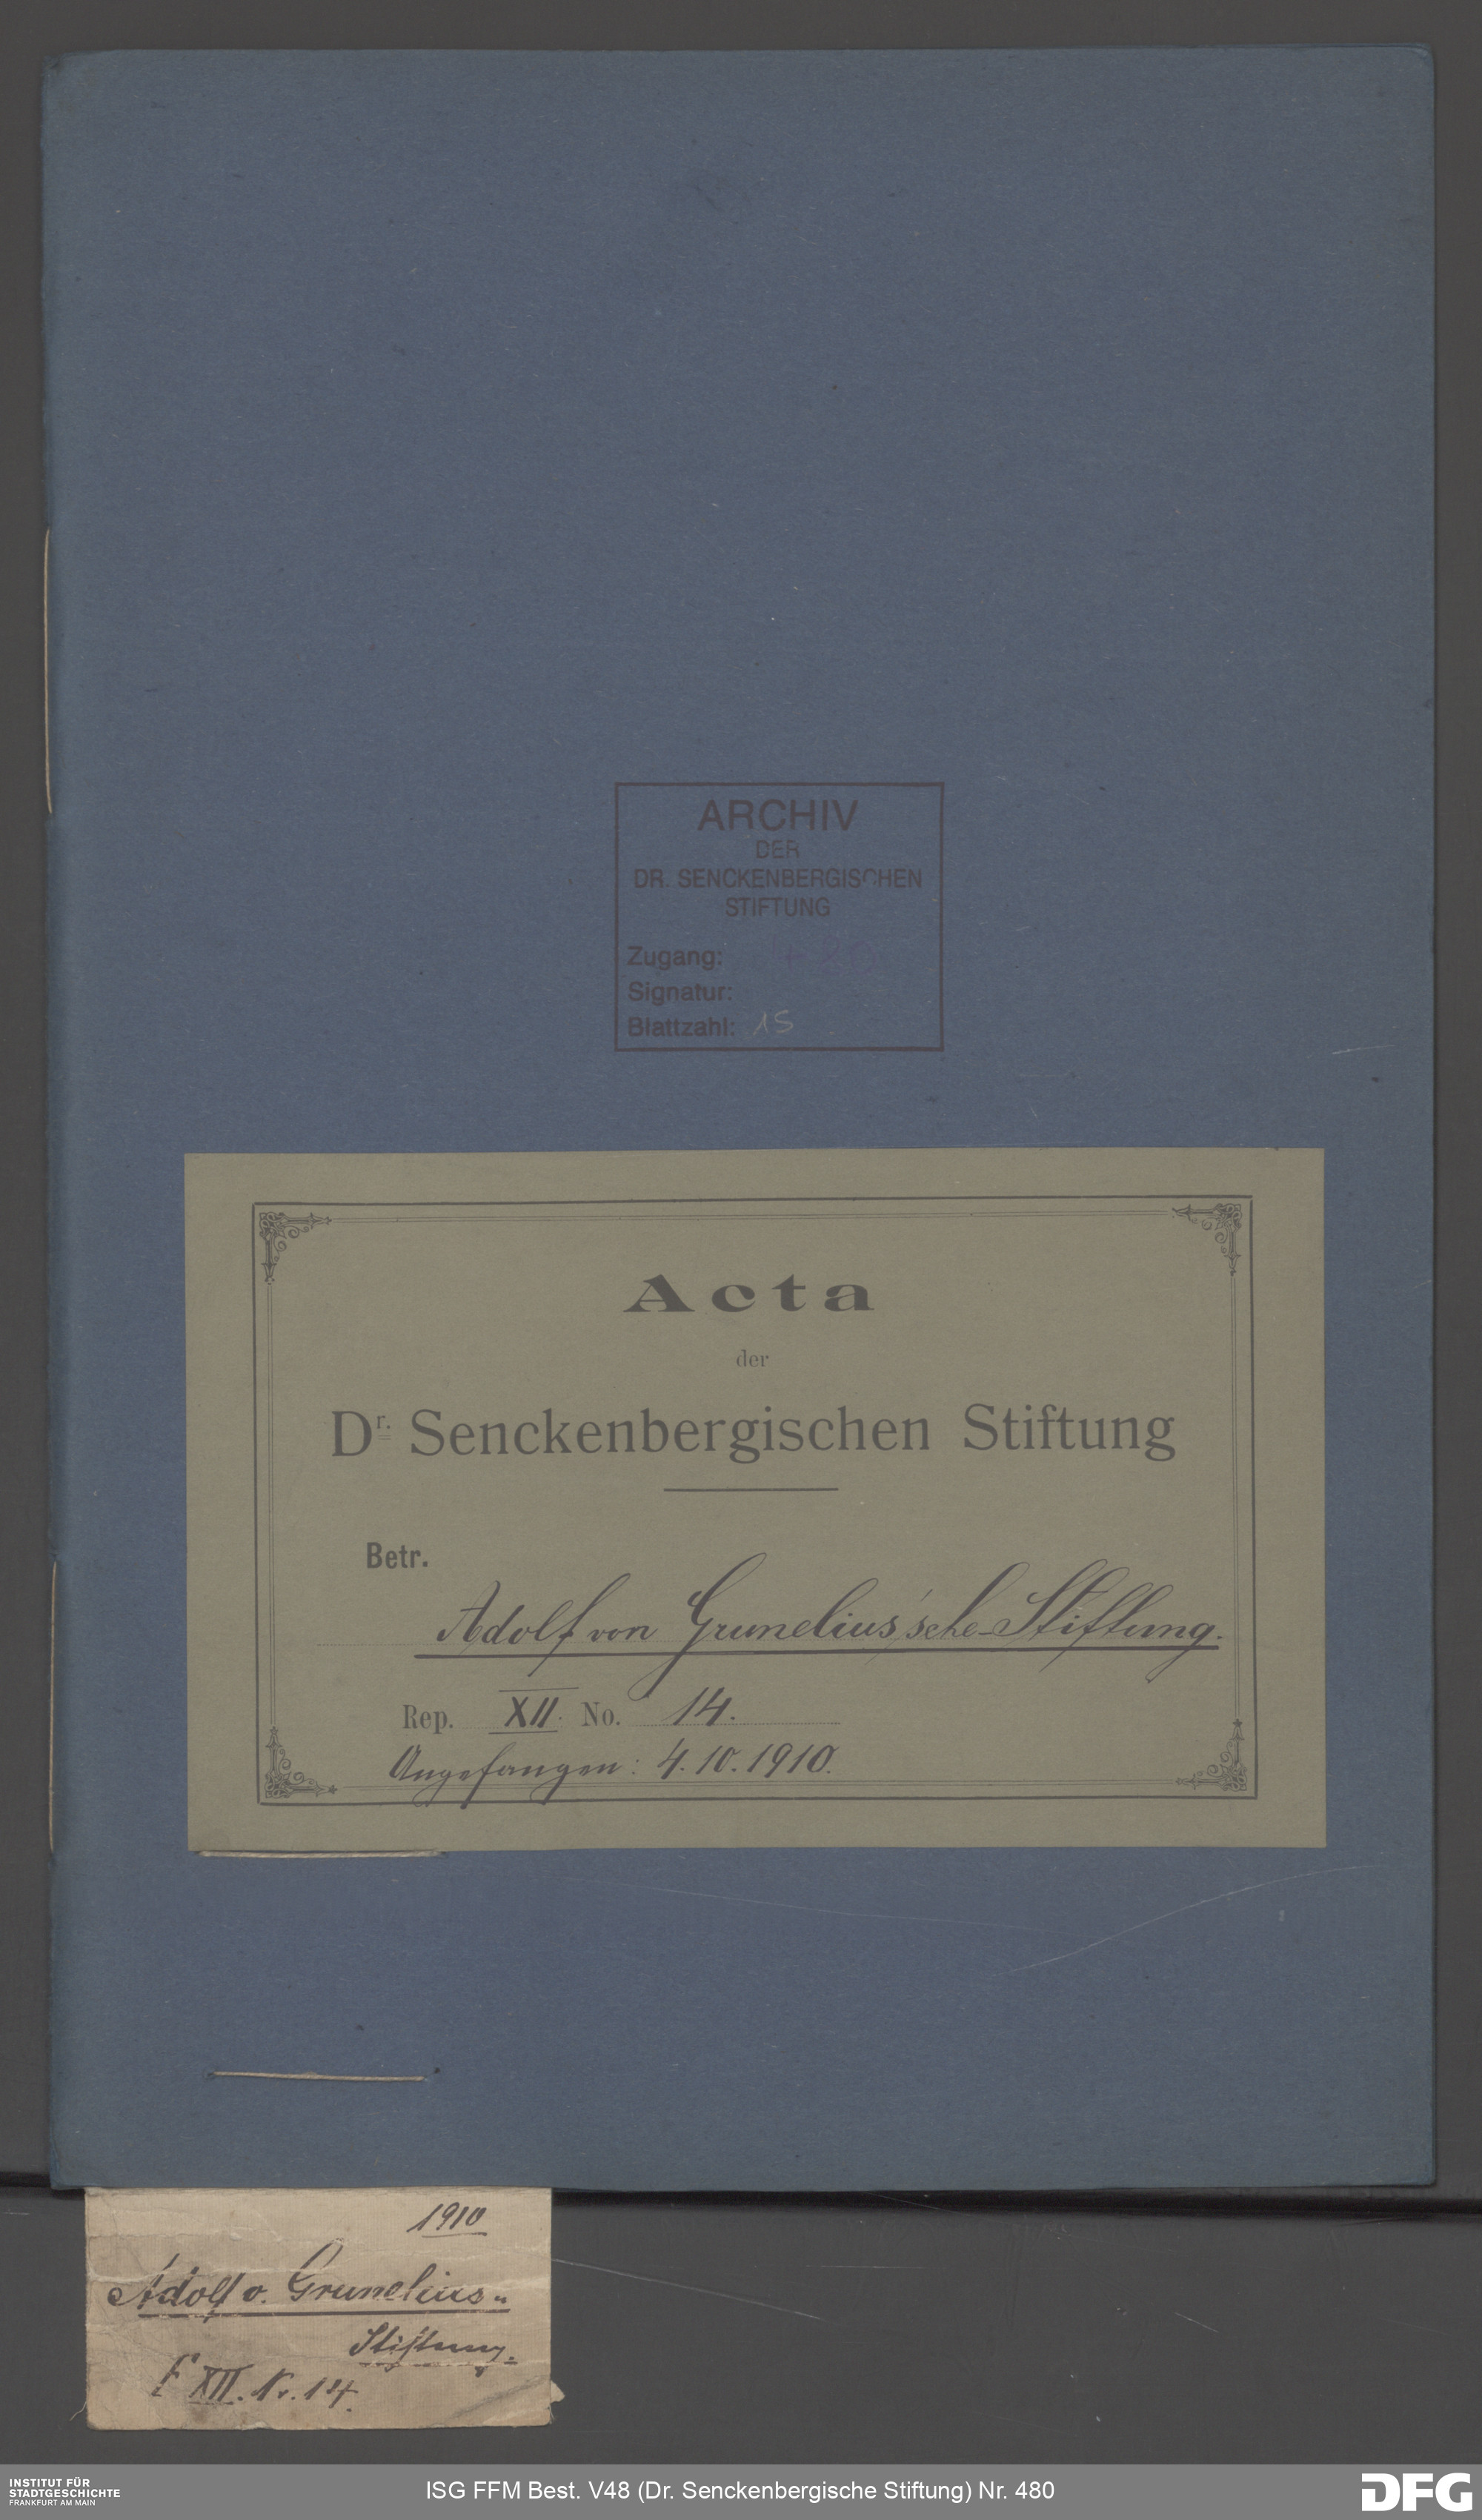 ARCHIV
DER
DR. SENCKENBERGISCHEN
STIFTUNG
Zugang:
Signatur:
Blattzahl: 15
Acta
der
Dr. Senckenbergischen Stiftung
Betr.
Adolf von Grunelius'sche Stiftung.
Rep. XII. No. 14.
Angefangen: 4.10.1910.
1910
Adolf v. Grunelius-
Stiftung.
XII. Nr. 14.
INSTITUT FÜR
STADTGESCHICHTE
FRANKFURT AM MAIN
ISG FFM Best. V48 (Dr. Senckenbergische Stiftung) Nr. 480
DFG